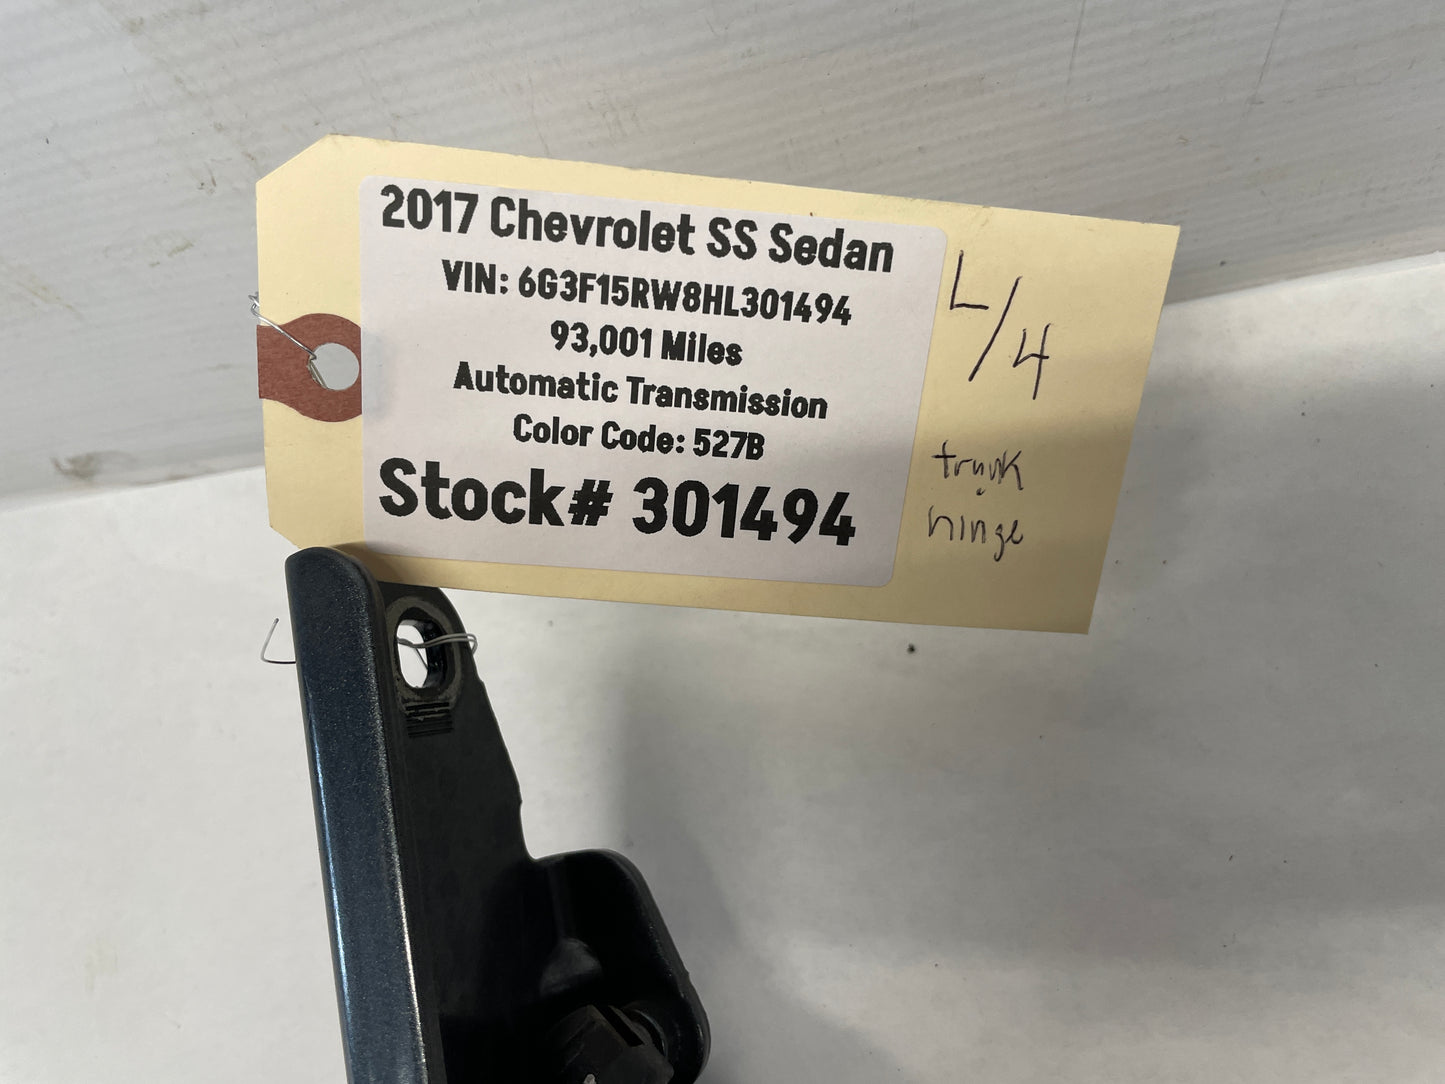 2017 Chevrolet SS Sedan
VIN: 6G3F15RW8HL301494
93,001 Miles
Automatic Transmission
Color Code: 527B
Stock# 301494
L/4
trunk
hinge